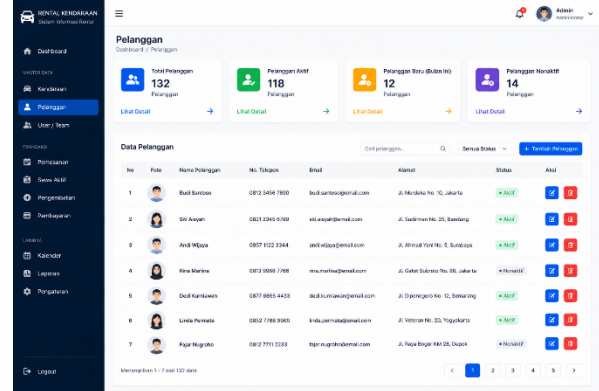 RENTAL KENDARAAN
Sistem Informasi Rental
Admin
Administrator
Dashboard
MASTER DATA
Kendaraan
Pelanggan
User / Team
TRANSAKSI
Pemesanan
Sewa Aktif
Pengembalian
Pembayaran
LAINNYA
Kalender
Laporan
Pengaturan
Logout
Pelanggan
Dashboard / Pelanggan
Total Pelanggan
132
Pelanggan
Lihat Detail
Pelanggan Aktif
118
Pelanggan
Lihat Detail
Pelanggan Baru (Bulan Ini)
12
Pelanggan
Lihat Detail
Pelanggan Nonaktif
14
Pelanggan
Lihat Detail
Data Pelanggan
Cari pelanggan...
Semua Status
+ Tambah Pelanggan
No Foto Nama Pelanggan No. Telepon Email Alamat Status Aksi
1 Budi Santoso 0812 3456 7890 budi.santoso@email.com Jl. Merdeka No. 10, Jakarta Aktif
2 Siti Aisyah 0821 2345 6789 siti.aisyah@email.com Jl. Sudirman No. 25, Bandung Aktif
3 Andi Wijaya 0857 1122 3344 andi.wijaya@email.com Jl. Ahmad Yani No. 5, Surabaya Aktif
4 Rina Marlina 0813 9988 7766 rina.marlina@email.com Jl. Gatot Subroto No. 88, Jakarta Nonaktif
5 Dedi Kurniawan 0877 6655 4433 dedi.kurniawan@email.com Jl. Diponegoro No. 12, Semarang Aktif
6 Linda Permata 0852 7788 9900 linda.permata@email.com Jl. Veteran No. 20, Yogyakarta Aktif
7 Fajar Nugroho 0812 7711 2233 fajar.nugroho@email.com Jl. Raya Bogor KM 28, Depok Nonaktif
Menampilkan 1 - 7 dari 132 data
< 1 2 3 4 5 >